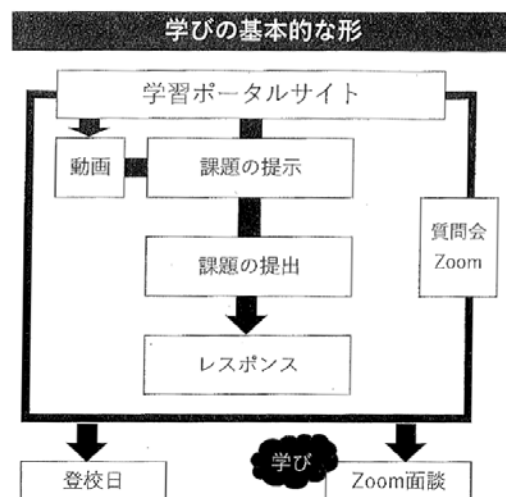 学びの基本的な形
学習ポータルサイト
動画
課題の提示
質問会
Zoom
課題の提出
レスポンス
学び
登校日
Zoom面談